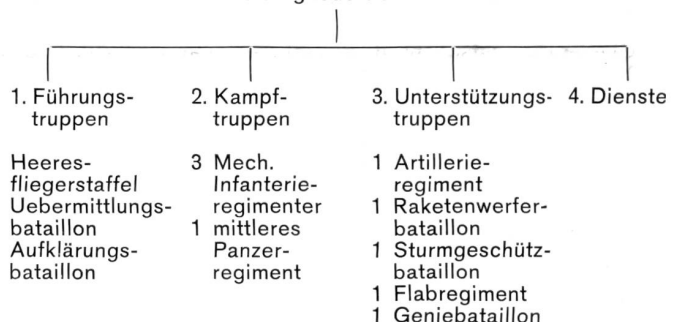 1. Führungs-
truppen
Heeres-
fliegerstaffel
Uebermittlungs-
bataillon
Aufklärungs-
bataillon
2. Kampf-
truppen
3 Mech.
Infanterie-
regimenter
1 mittleres
Panzer-
regiment
3. Unterstützungs-
truppen
1 Artillerie-
regiment
1 Raketenwerfer-
bataillon
1 Sturmgeschütz-
bataillon
1 Flabregiment
1 Geniebataillon
4. Dienste